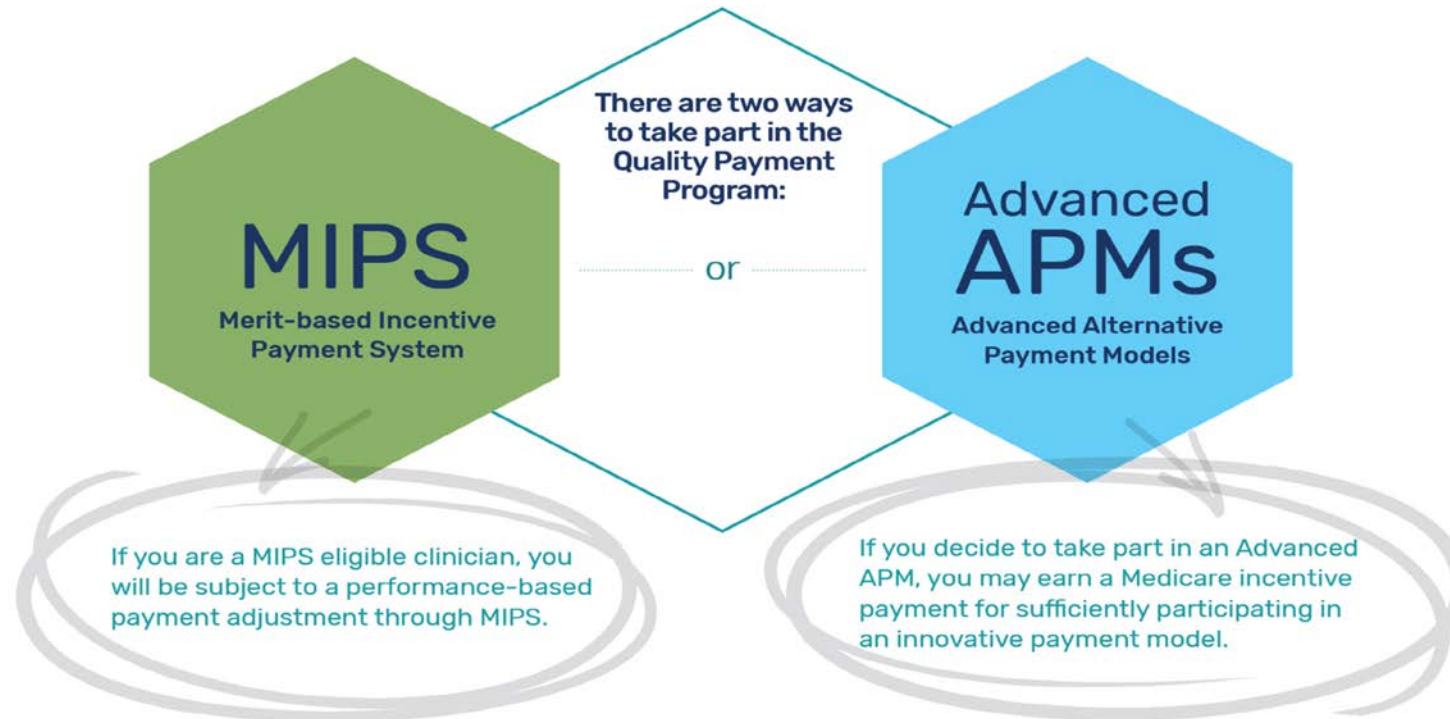 There are two ways
to take part in the
Quality Payment
Program:
MIPS
Merit-based Incentive
Payment System
or
Advanced
APMs
Advanced Alternative
Payment Models
If you are a MIPS eligible clinician, you
will be subject to a performance-based
payment adjustment through MIPS.
If you decide to take part in an Advanced
APM, you may earn a Medicare incentive
payment for sufficiently participating in
an innovative payment model.